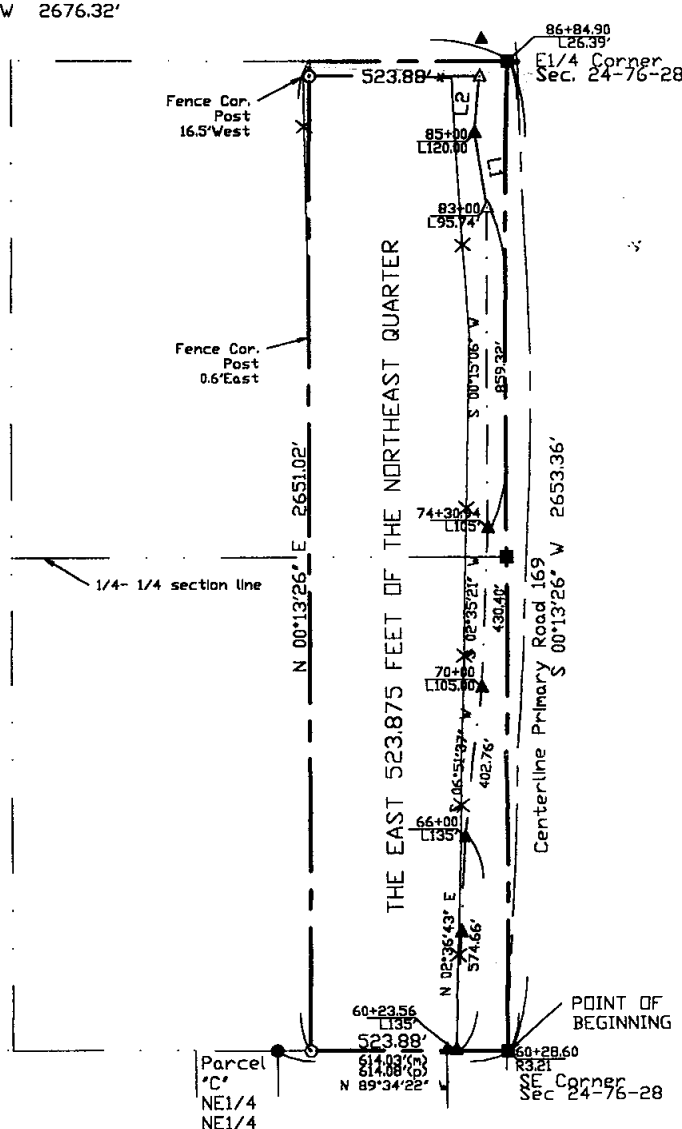 W 2676.32'
86+84.90
L26.39'
E1/4 Corner
Sec. 24-76-28
523.88'
Fence Cor.
Post
16.5'West
L2
85+00
L120.00
L1
83+00
L95.74'
THE EAST 523.875 FEET OF THE NORTHEAST QUARTER
Fence Cor.
Post
0.6'East
S 00°15'06" W
859.32'
N 00°13'26" E 2651.02'
S 00°13'26" W 2653.36'
Centerline Primary Road 169
74+30.94
L105'
1/4- 1/4 section line
S 02°35'21" W
430.40'
70+00
L105.00
S 06°51'37" W
402.76'
66+00
L135'
N 02°36'43" E
574.66'
POINT OF
BEGINNING
60+23.56
L135'
523.88'
614.03'(m)
614.08'(p)
N 89°34'22" W
60+28.60
R3.21
SE Corner
Sec 24-76-28
Parcel
"C"
NE1/4
NE1/4